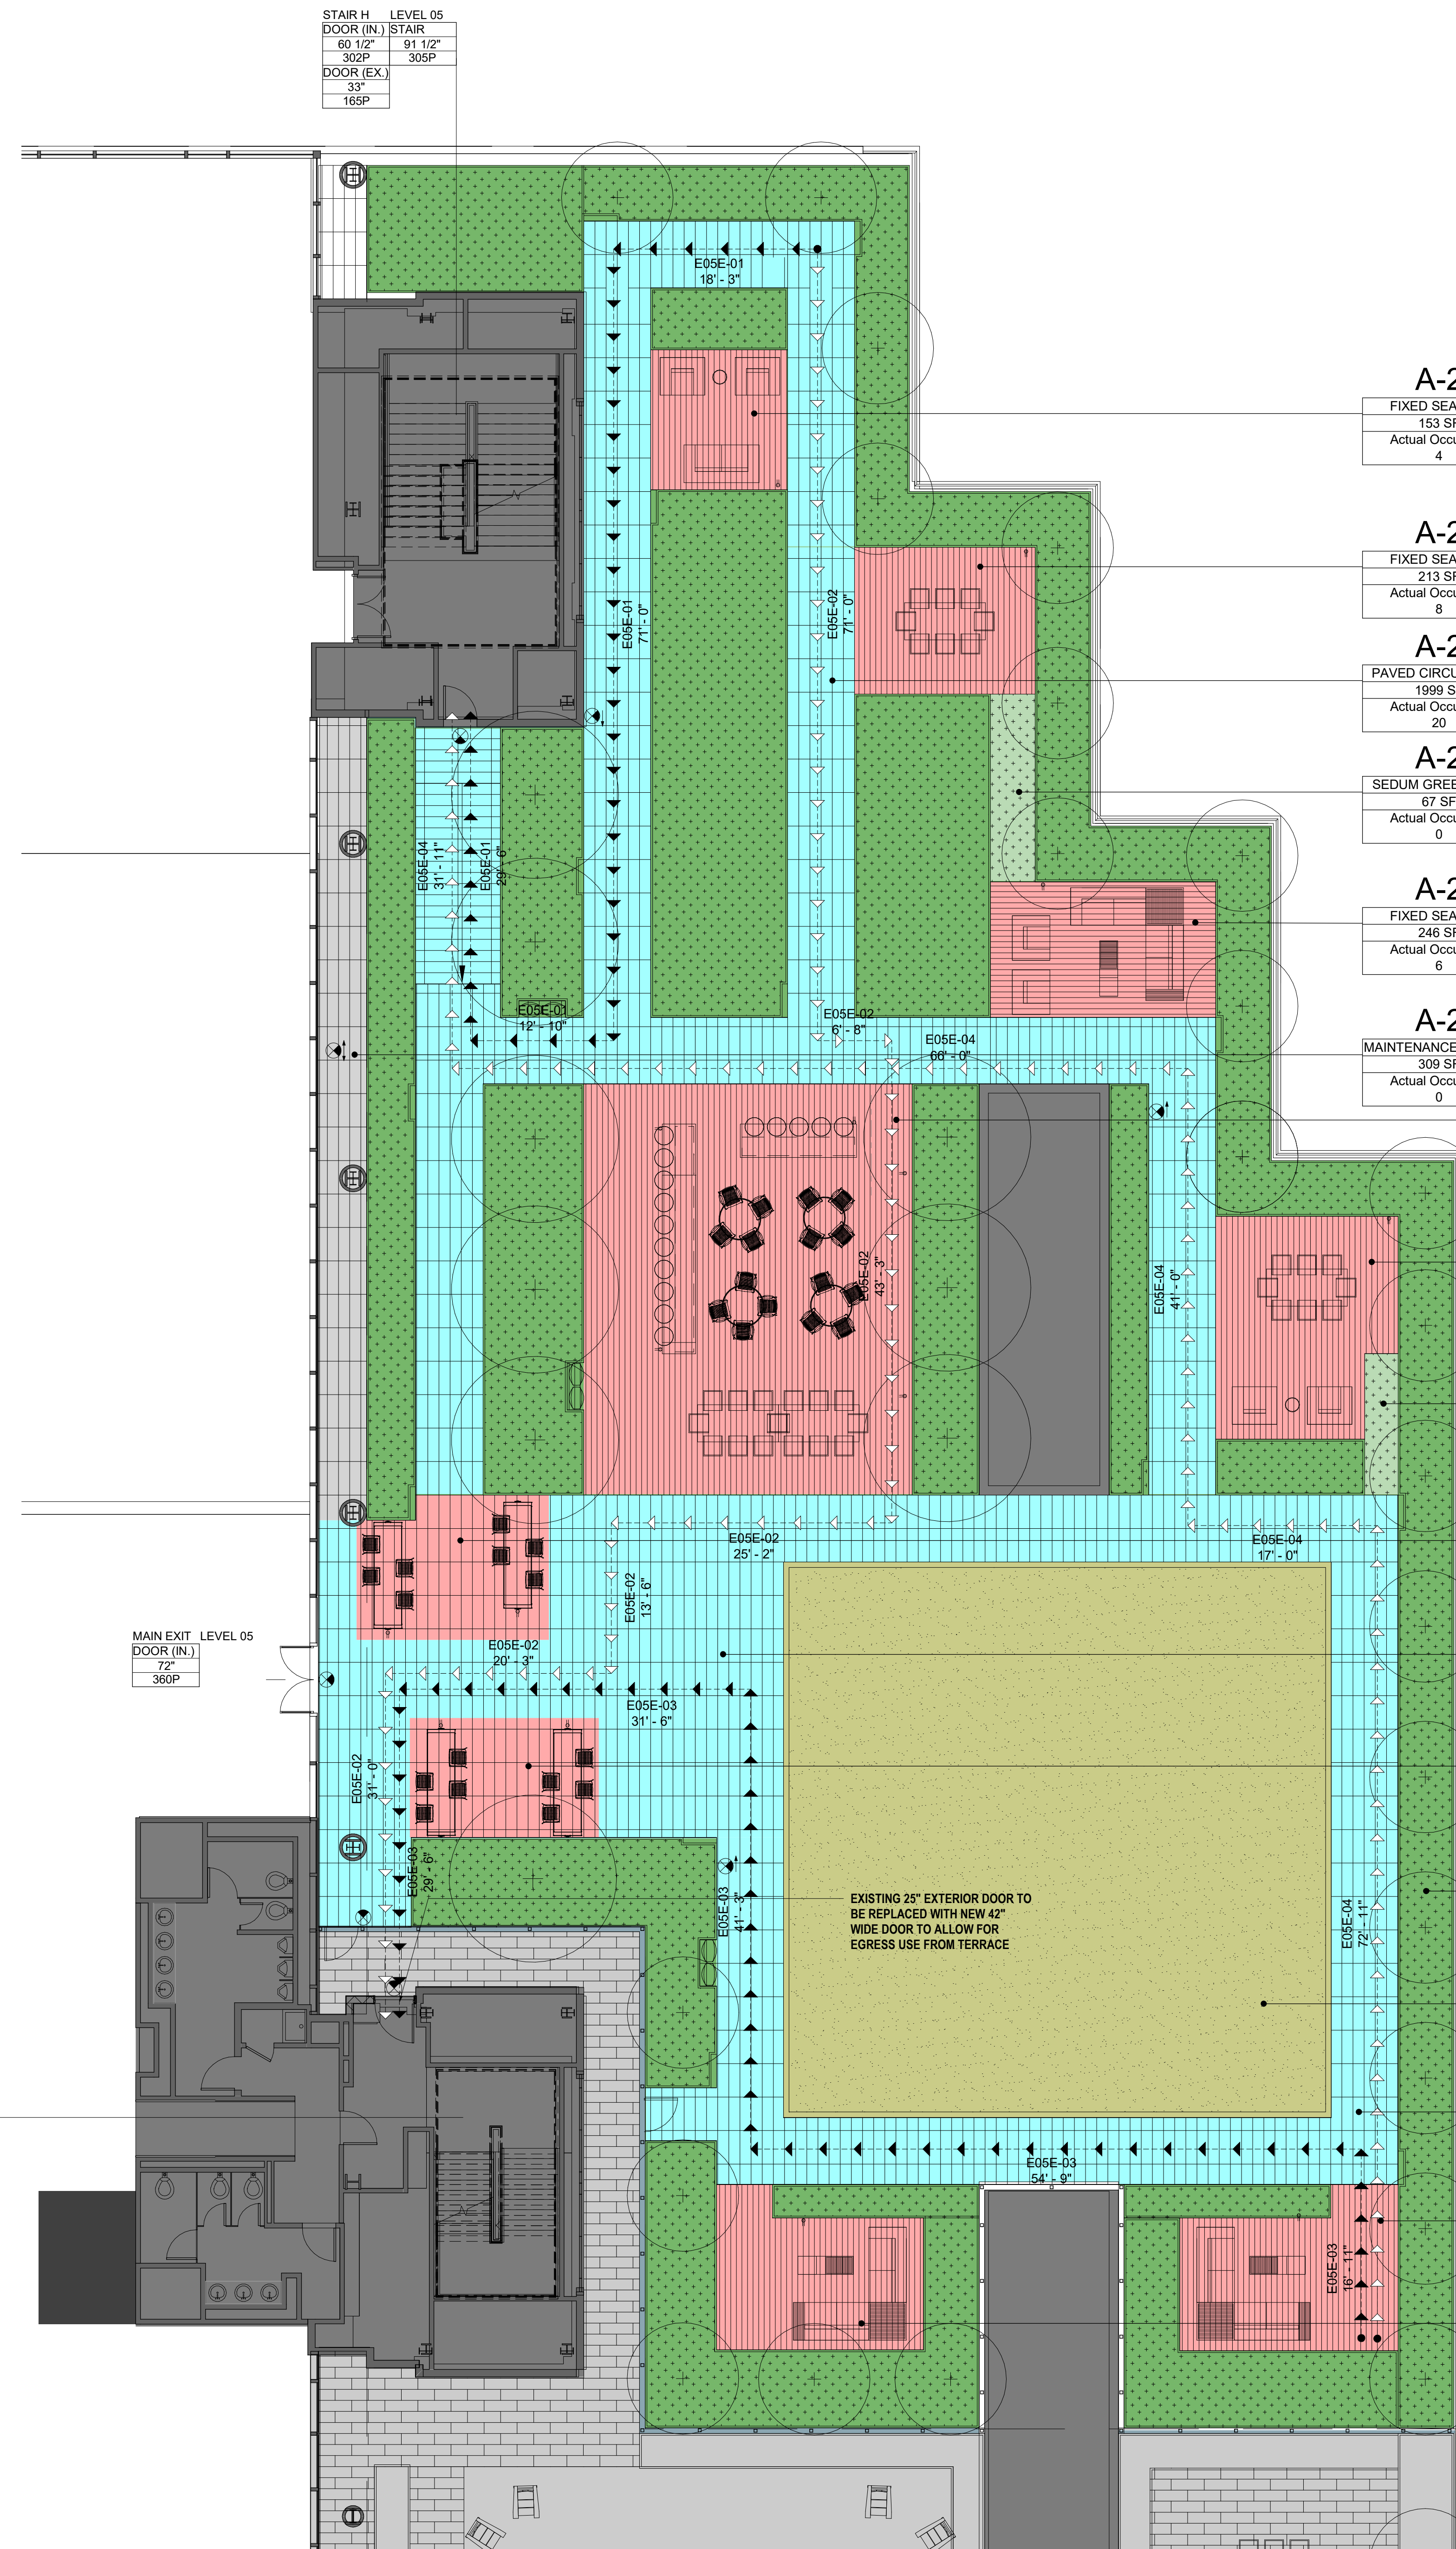 STAIR H LEVEL 05
DOOR (IN.) STAIR
60 1/2" 91 1/2"
302P 305P
DOOR (EX.)
33"
165P
E05E-01
18' - 3"
A-2
FIXED SEA
153 SF
Actual Occu
4
A-2
FIXED SEA
213 SF
Actual Occu
8
E05E-01
71' - 0"
E05E-02
71' - 0"
A-2
PAVED CIRCU
1999 S
Actual Occu
20
A-2
SEDUM GREE
67 SF
Actual Occu
0
E05E-04
31' - 11"
E05E-01
29' - 6"
A-2
FIXED SEA
246 SF
Actual Occu
6
E05E-01
12' - 10"
E05E-02
6' - 8"
E05E-04
66' - 0"
A-2
MAINTENANCE
309 SF
Actual Occu
0
E05E-02
43' - 3"
E05E-04
41' - 0"
E05E-02
25' - 2"
E05E-04
17' - 0"
E05E-02
13' - 6"
MAIN EXIT LEVEL 05
DOOR (IN.)
72"
360P
E05E-02
20' - 3"
E05E-03
31' - 6"
E05E-02
31' - 0"
E05E-03
29' - 6"
E05E-03
41' - 3"
EXISTING 25" EXTERIOR DOOR TO
BE REPLACED WITH NEW 42"
WIDE DOOR TO ALLOW FOR
EGRESS USE FROM TERRACE
E05E-04
72' - 11"
E05E-03
54' - 9"
E05E-03
16' - 11"